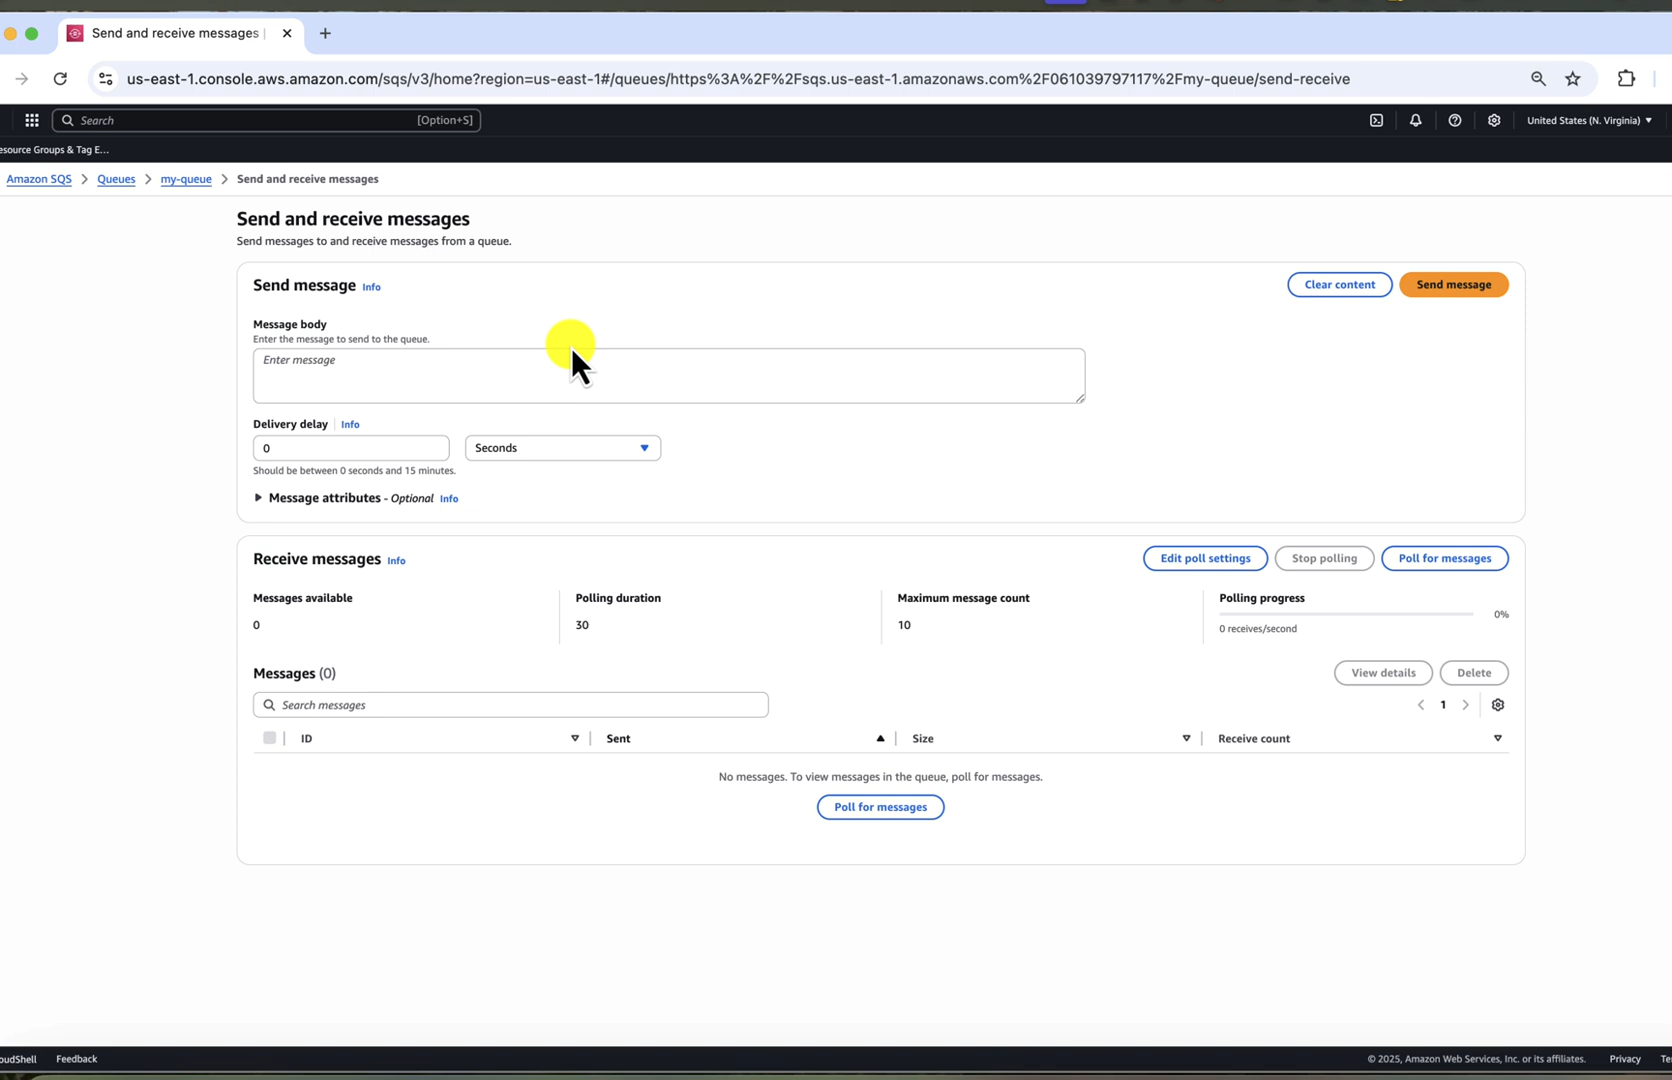 Send and receive messages |
us-east-1.console.aws.amazon.com/sqs/v3/home?region=us-east-1#/queues/https%3A%2F%2Fsqs.us-east-1.amazonaws.com%2F061039797117%2Fmy-queue/send-receive
Search [Option+S] United States (N. Virginia)
esource Groups & Tag E...
Amazon SQS > Queues > my-queue > Send and receive messages
Send and receive messages
Send messages to and receive messages from a queue.
Send message Info Clear content Send message
Message body
Enter the message to send to the queue.
Enter message
Delivery delay Info
0 Seconds
Should be between 0 seconds and 15 minutes.
Message attributes - Optional Info
Receive messages Info Edit poll settings Stop polling Poll for messages
Messages available Polling duration Maximum message count Polling progress
0 30 10 0%
0 receives/second
Messages (0) View details Delete
Search messages 1
ID Sent Size Receive count
No messages. To view messages in the queue, poll for messages.
Poll for messages
oudShell Feedback © 2025, Amazon Web Services, Inc. or its affiliates. Privacy Te